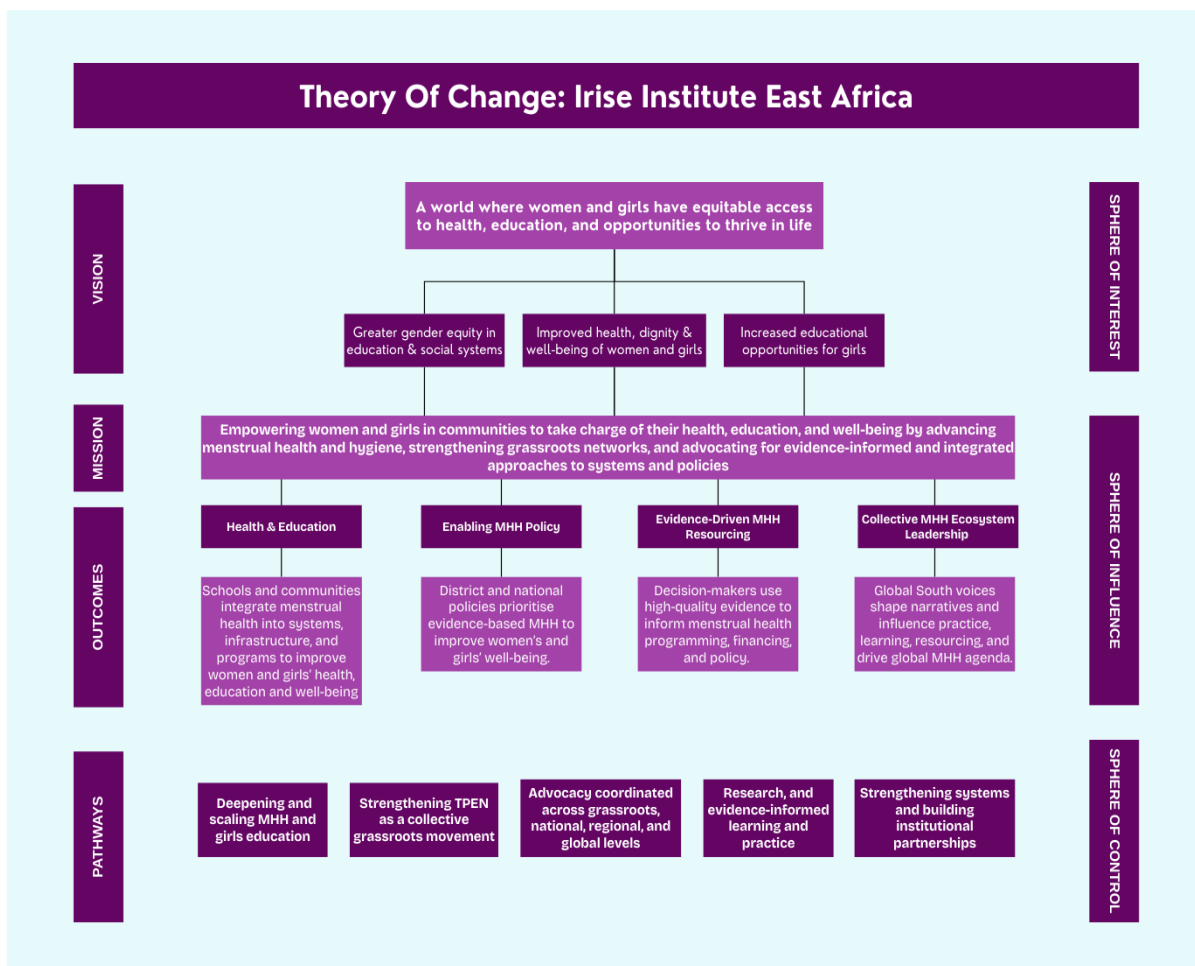 Theory Of Change: Irise Institute East Africa
VISION
A world where women and girls have equitable access
to health, education, and opportunities to thrive in life
SPHERE OF INTEREST
Greater gender equity in
education & social systems
Improved health, dignity &
well-being of women and girls
Increased educational
opportunities for girls
MISSION
Empowering women and girls in communities to take charge of their health, education, and well-being by advancing
menstrual health and hygiene, strengthening grassroots networks, and advocating for evidence-informed and integrated
approaches to systems and policies
SPHERE OF INFLUENCE
OUTCOMES
Health & Education
Enabling MHH Policy
Evidence-Driven MHH
Resourcing
Collective MHH Ecosystem
Leadership
Schools and communities
integrate menstrual
health into systems,
infrastructure, and
programs to improve
women and girls' health,
education and well-being
District and national
policies prioritise
evidence-based MHH to
improve women's and
girls' well-being.
Decision-makers use
high-quality evidence to
inform menstrual health
programming, financing,
and policy.
Global South voices
shape narratives and
influence practice,
learning, resourcing, and
drive global MHH agenda.
PATHWAYS
Deepening and
scaling MHH and
girls education
Strengthening TPEN
as a collective
grassroots movement
Advocacy coordinated
across grassroots,
national, regional, and
global levels
Research, and
evidence-informed
learning and
practice
Strengthening systems
and building
institutional
partnerships
SPHERE OF CONTROL